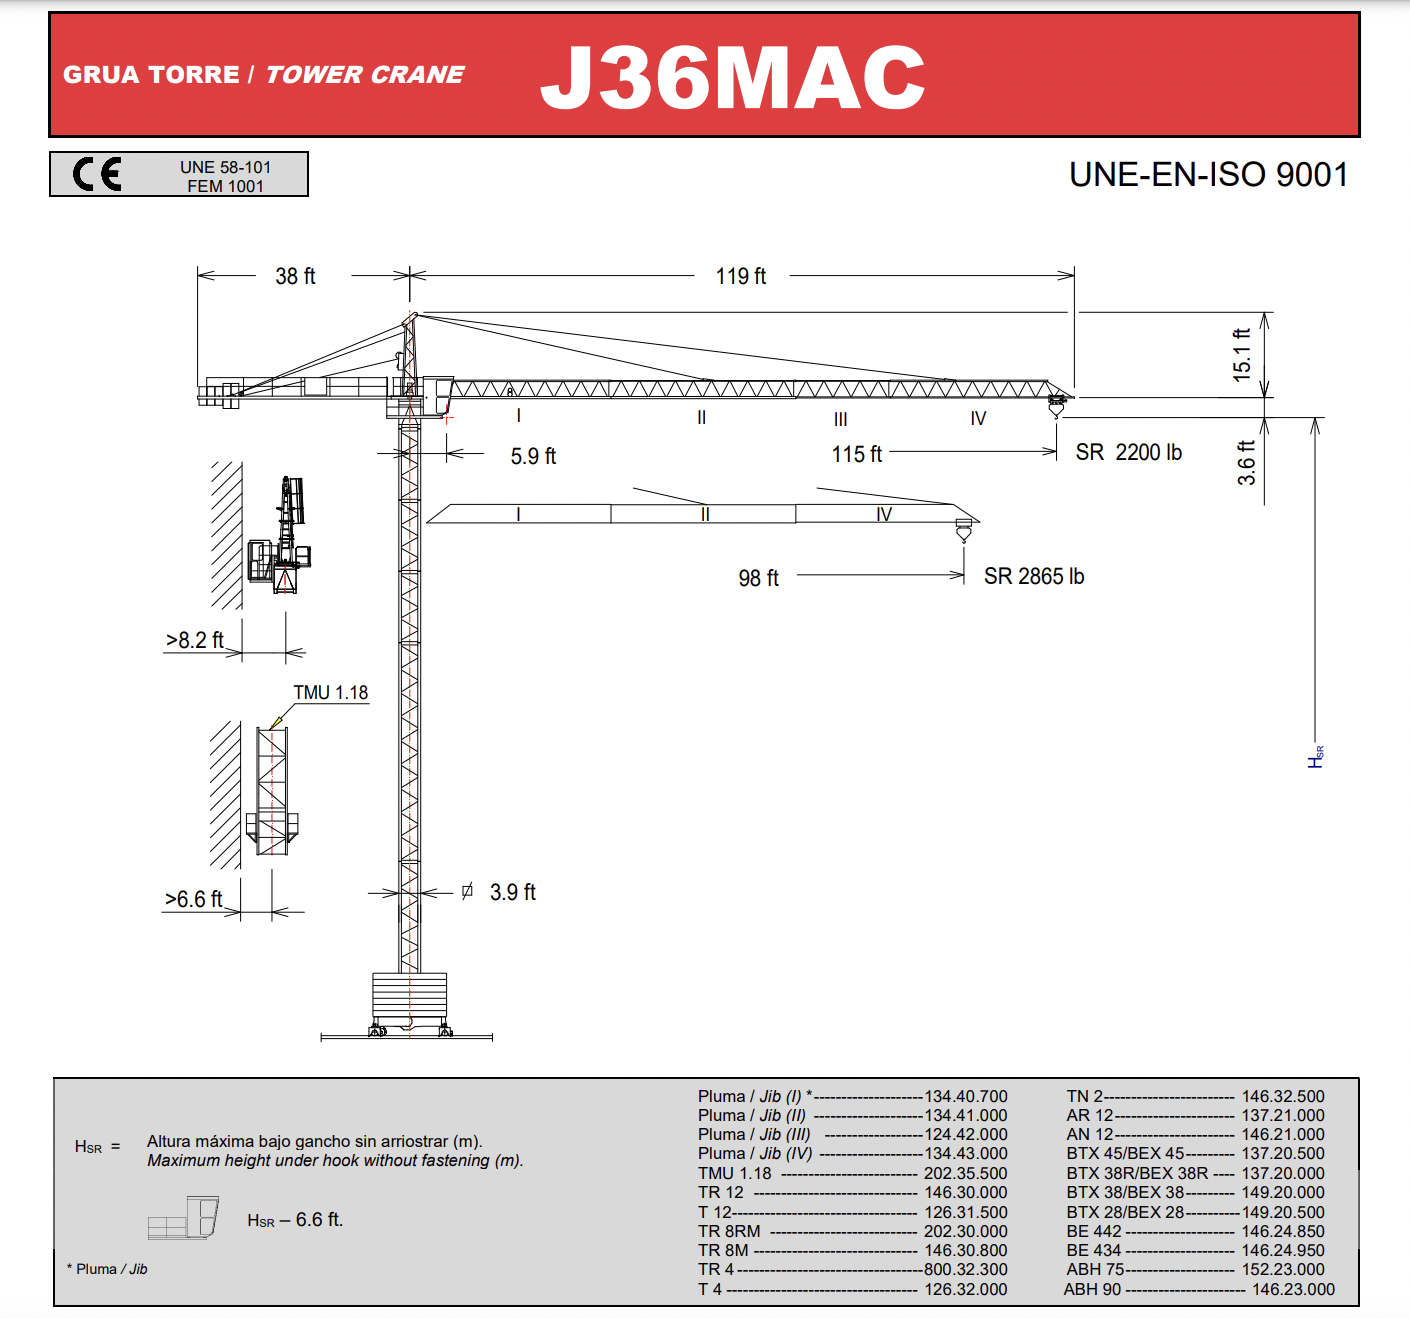 GRUA TORRE / TOWER CRANE J36MAC
CE UNE 58-101
FEM 1001
UNE-EN-ISO 9001
38 ft
119 ft
15.1 ft
I II III IV
5.9 ft
115 ft
SR 2200 lb
3.6 ft
I II IV
98 ft
SR 2865 lb
>8.2 ft
TMU 1.18
HSR
>6.6 ft
3.9 ft
HSR = Altura máxima bajo gancho sin arriostrar (m).
Maximum height under hook without fastening (m).
HSR – 6.6 ft.
* Pluma / Jib
Pluma / Jib (I) *--------------------134.40.700
Pluma / Jib (II) --------------------134.41.000
Pluma / Jib (III) ------------------124.42.000
Pluma / Jib (IV) -------------------134.43.000
TMU 1.18 ------------------------- 202.35.500
TR 12 ------------------------------ 146.30.000
T 12---------------------------------- 126.31.500
TR 8RM --------------------------- 202.30.000
TR 8M ------------------------------ 146.30.800
TR 4----------------------------------800.32.300
T 4 ----------------------------------- 126.32.000
TN 2------------------------ 146.32.500
AR 12---------------------- 137.21.000
AN 12---------------------- 146.21.000
BTX 45/BEX 45--------- 137.20.500
BTX 38R/BEX 38R ---- 137.20.000
BTX 38/BEX 38--------- 149.20.000
BTX 28/BEX 28----------149.20.500
BE 442 -------------------- 146.24.850
BE 434 -------------------- 146.24.950
ABH 75-------------------- 152.23.000
ABH 90 ---------------------- 146.23.000